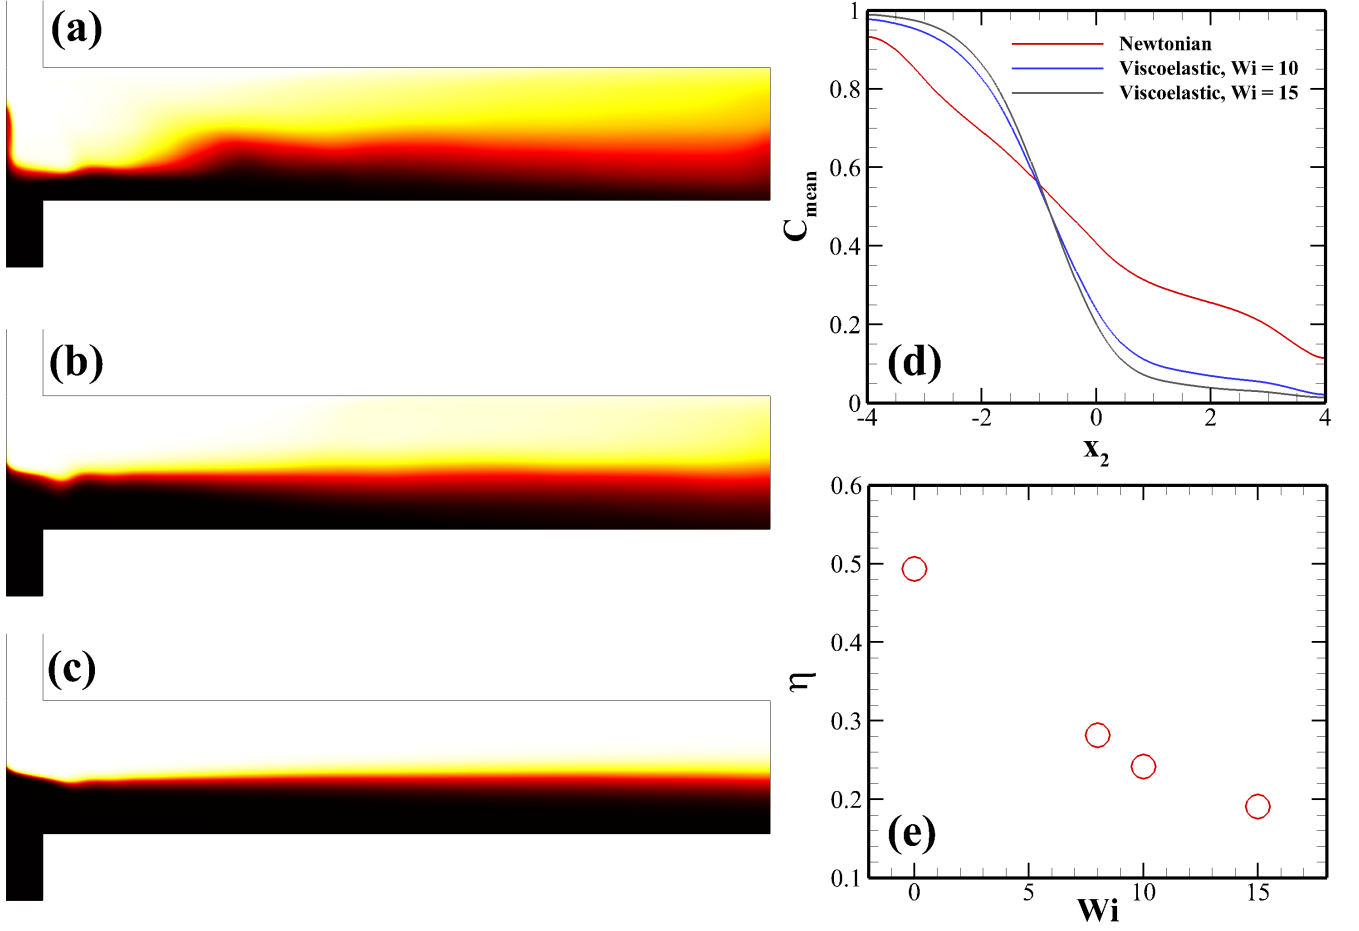 (a)
(b)
(c)
1
0.8
0.6
0.4
0.2
0
C_mean
Newtonian
Viscoelastic, Wi = 10
Viscoelastic, Wi = 15
(d)
-4 -2 0 2 4
x_2
0.6
0.5
0.4
0.3
0.2
0.1
η
(e)
0 5 10 15
Wi